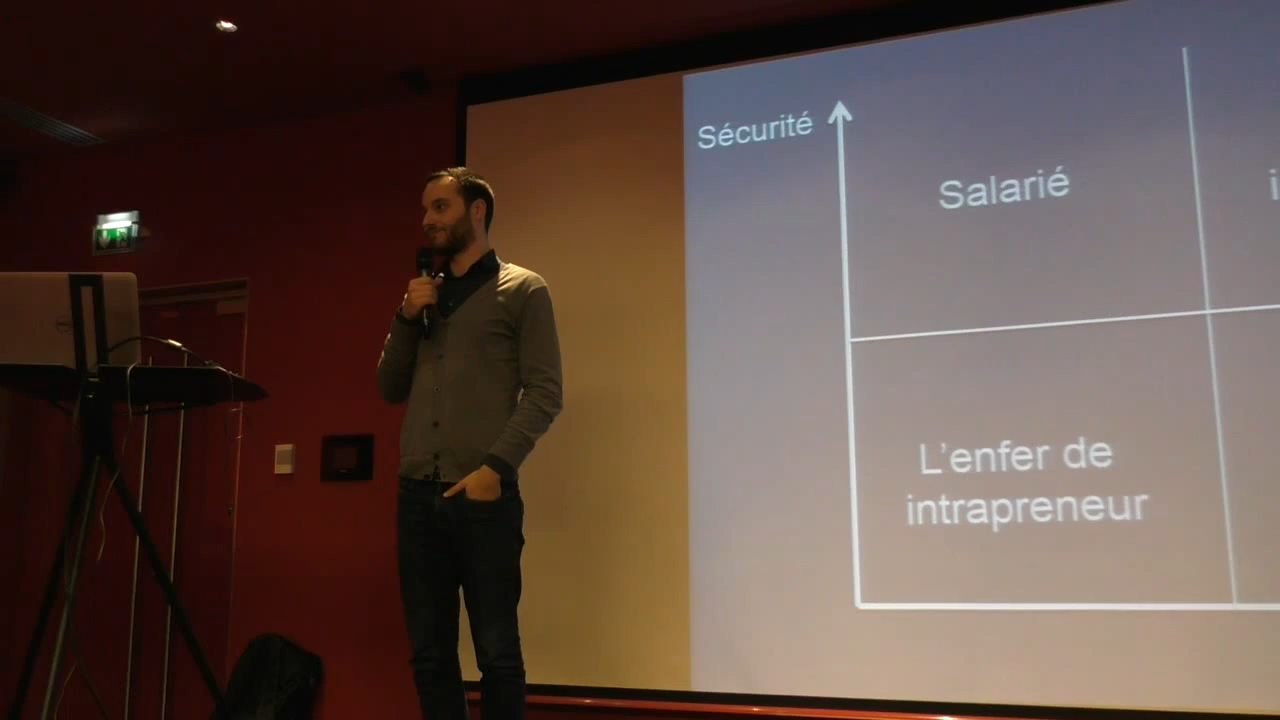 Sécurité
Salarié
L'enfer de
intrapreneur